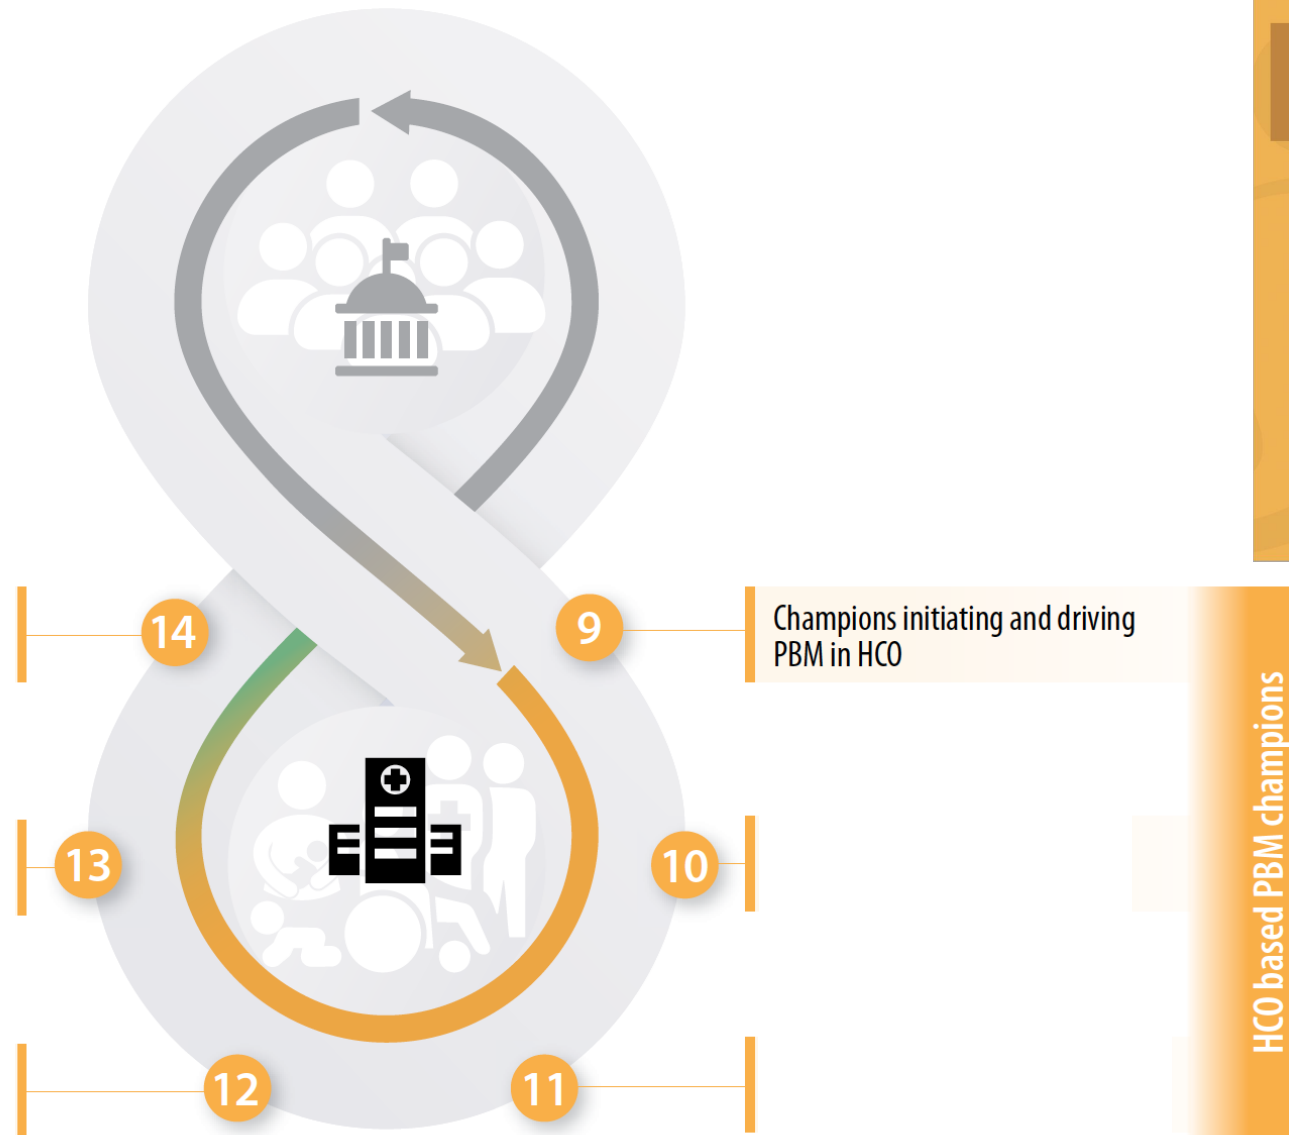 14
9
Champions initiating and driving
PBM in HCO
13
10
12
11
HCO based PBM champions